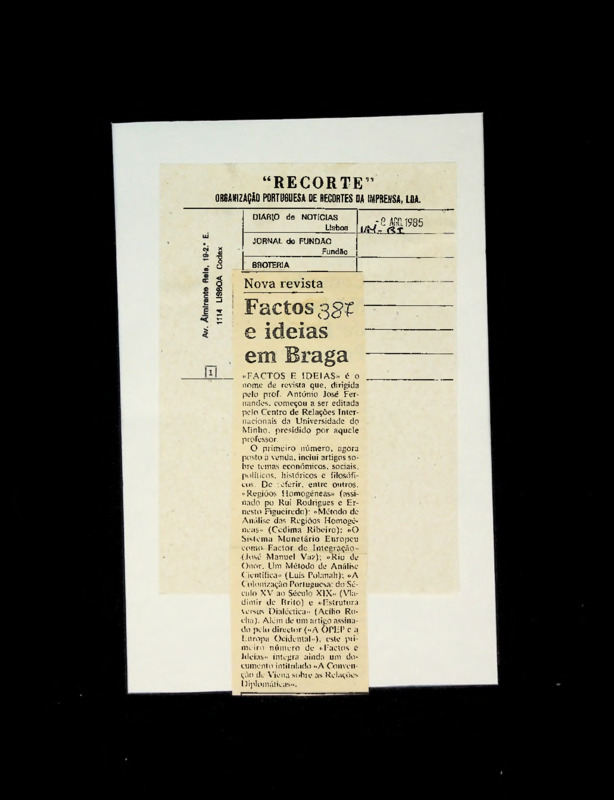 "RECORTE"
ORGANIZAÇÃO PORTUGUESA DE RECORTES DA IMPRENSA, LDA.
DIARIO de NOTÍCIAS
Lisboa
ABR. 1985
JORNAL do FUNDÃO
Fundão
BROTERIA
Av. Almirante Reis, 19-2.º E.
1114 LISBOA Codex
1
Nova revista
Factos 387
e ideias
em Braga
«FACTOS E IDEIAS» é o
nome de revista que, dirigida
pelo prof. António José Fer-
nandes, começou a ser editada
pelo Centro de Relações Inter-
nacionais da Universidade do
Minho, presidido por aquele
professor.
O primeiro número, agora
posto à venda, inclui artigos so-
bre temas económicos, sociais,
políticos, históricos e filosófi-
cos. De referir, entre outros,
«Regiões Homogéneas» (assi-
nado po Rui Rodrigues e Er-
nesto Figueiredo); «Método de
Análise das Regiões Homogé-
neas» (Cedima Ribeiro); «O
Sistema Monetário Europeu
como Factor de Integração»
(José Manuel Vaz); «Rio de
Onor, Um Método de Análise
Científica» (Luís Polanah); «A
Colonização Portuguesa: do Sé-
culo XV ao Século XIX» (Vla-
dimir de Brito) e «Estrutura
versus Dialéctica» (Acílio Ro-
cha). Além de um artigo assina-
do pelo director («A OPEP e a
Europa Ocidental»), este pri-
meiro número de «Factos e
Ideias» integra ainda um do-
cumento intitulado «A Conven-
ção de Viena sobre as Relações
Diplomáticas».